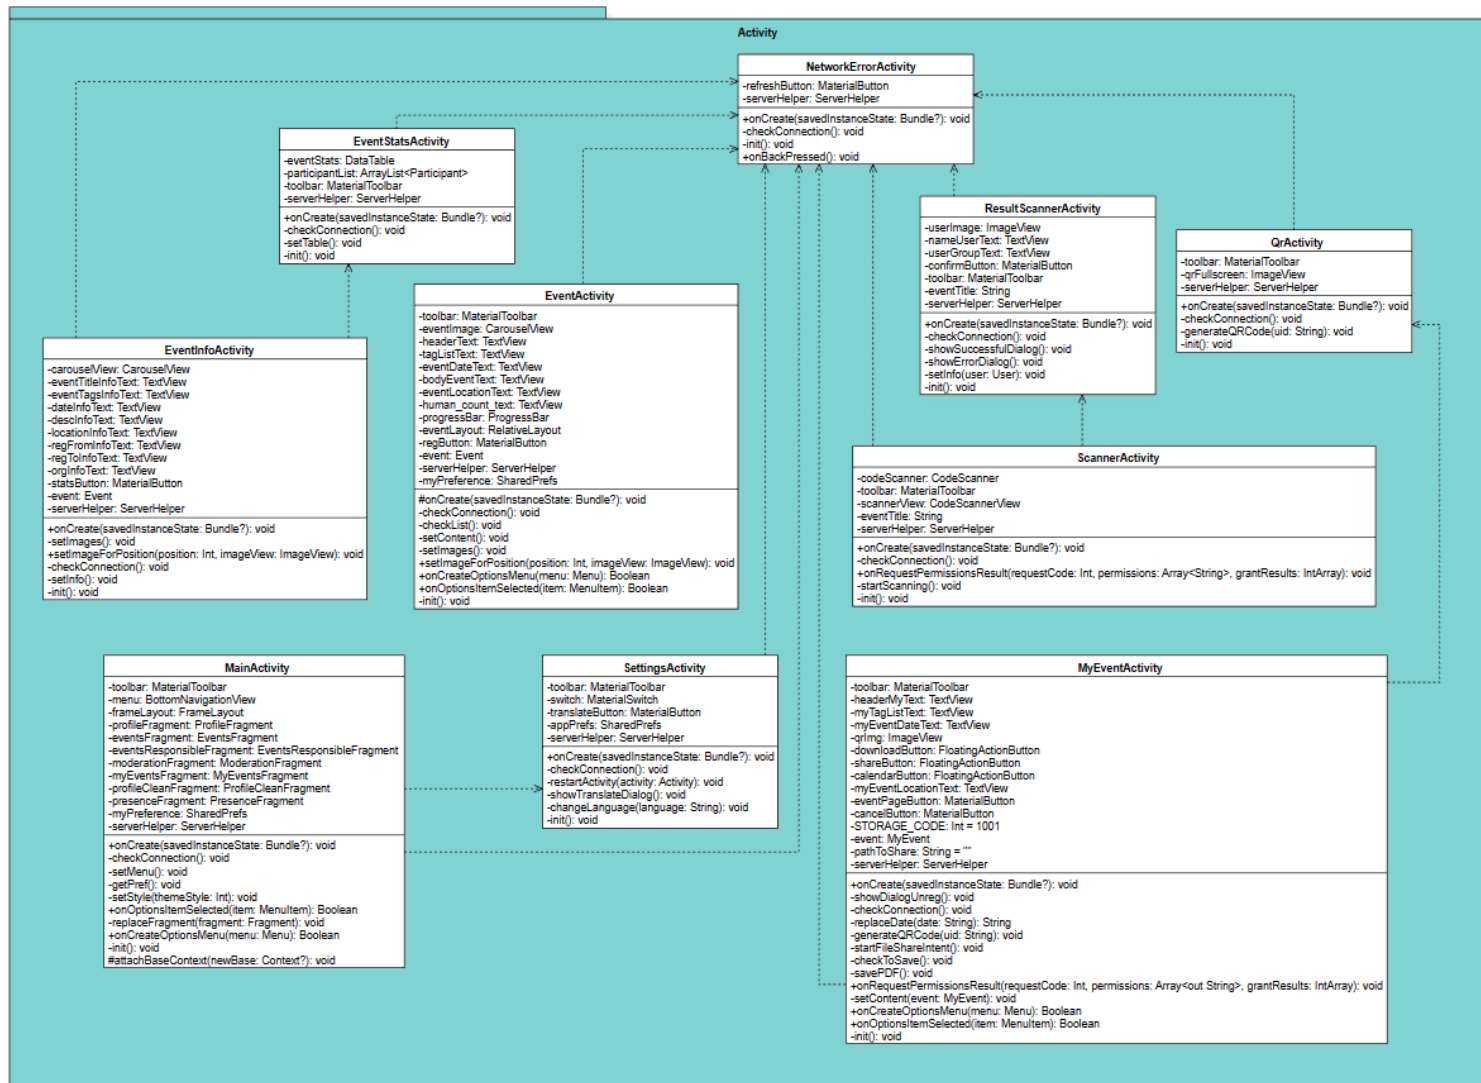 Activity
NetworkErrorActivity
-refreshButton: MaterialButton
-serverHelper: ServerHelper
+onCreate(savedInstanceState: Bundle?): void
-checkConnection(): void
-init(): void
+onBackPressed(): void
EventStatsActivity
-eventStats: DataTable
-participantList: ArrayList<Participant>
-toolbar: MaterialToolbar
-serverHelper: ServerHelper
+onCreate(savedInstanceState: Bundle?): void
-checkConnection(): void
-setTable(): void
-init(): void
ResultScannerActivity
-userImage: ImageView
-nameUserText: TextView
-userGroupText: TextView
-confirmButton: MaterialButton
-toolbar: MaterialToolbar
-eventTitle: String
-serverHelper: ServerHelper
+onCreate(savedInstanceState: Bundle?): void
-checkConnection(): void
-showSuccessfulDialog(): void
-showErrorDialog(): void
-setInfo(user: User): void
-init(): void
QrActivity
-toolbar: MaterialToolbar
-qrFullscreen: ImageView
-serverHelper: ServerHelper
+onCreate(savedInstanceState: Bundle?): void
-checkConnection(): void
-generateQRCode(uid: String): void
-init(): void
EventInfoActivity
-carouselView: CarouselView
-eventTitleInfoText: TextView
-eventTagsInfoText: TextView
-dateInfoText: TextView
-descInfoText: TextView
-locationInfoText: TextView
-regFromInfoText: TextView
-regToInfoText: TextView
-orgInfoText: TextView
-statsButton: MaterialButton
-event: Event
-serverHelper: ServerHelper
+onCreate(savedInstanceState: Bundle?): void
-setImages(): void
+setImageForPosition(position: Int, imageView: ImageView): void
-checkConnection(): void
-setInfo(): void
-init(): void
EventActivity
-toolbar: MaterialToolbar
-eventImage: CarouselView
-headerText: TextView
-tagListText: TextView
-eventDateText: TextView
-bodyEventText: TextView
-eventLocationText: TextView
-human_count_text: TextView
-progressBar: ProgressBar
-eventLayout: RelativeLayout
-regButton: MaterialButton
-event: Event
-serverHelper: ServerHelper
-myPreference: SharedPrefs
#onCreate(savedInstanceState: Bundle?): void
-checkConnection(): void
-checkList(): void
-setContent(): void
-setImages(): void
+setImageForPosition(position: Int, imageView: ImageView): void
+onCreateOptionsMenu(menu: Menu): Boolean
+onOptionsItemSelected(item: MenuItem): Boolean
-init(): void
ScannerActivity
-codeScanner: CodeScanner
-toolbar: MaterialToolbar
-scannerView: CodeScannerView
-eventTitle: String
-serverHelper: ServerHelper
+onCreate(savedInstanceState: Bundle?): void
-checkConnection(): void
+onRequestPermissionsResult(requestCode: Int, permissions: Array<String>, grantResults: IntArray): void
-startScanning(): void
-init(): void
MainActivity
-toolbar: MaterialToolbar
-menu: BottomNavigationView
-frameLayout: FrameLayout
-profileFragment: ProfileFragment
-eventsFragment: EventsFragment
-eventsResponsibleFragment: EventsResponsibleFragment
-moderationFragment: ModerationFragment
-myEventsFragment: MyEventsFragment
-profileCleanFragment: ProfileCleanFragment
-presenceFragment: PresenceFragment
-myPreference: SharedPrefs
-serverHelper: ServerHelper
+onCreate(savedInstanceState: Bundle?): void
-checkConnection(): void
-setMenu(): void
-getPref(): void
-setStyle(themeStyle: Int): void
+onOptionsItemSelected(item: MenuItem): Boolean
-replaceFragment(fragment: Fragment): void
+onCreateOptionsMenu(menu: Menu): Boolean
-init(): void
#attachBaseContext(newBase: Context?): void
SettingsActivity
-toolbar: MaterialToolbar
-switch: MaterialSwitch
-translateButton: MaterialButton
-appPrefs: SharedPrefs
-serverHelper: ServerHelper
+onCreate(savedInstanceState: Bundle?): void
-checkConnection(): void
-restartActivity(activity: Activity): void
-showTranslateDialog(): void
-changeLanguage(language: String): void
-init(): void
MyEventActivity
-toolbar: MaterialToolbar
-headerMyText: TextView
-myTagListText: TextView
-myEventDateText: TextView
-qrImg: ImageView
-downloadButton: FloatingActionButton
-shareButton: FloatingActionButton
-calendarButton: FloatingActionButton
-myEventLocationText: TextView
-eventPageButton: MaterialButton
-cancelButton: MaterialButton
-STORAGE_CODE: Int = 1001
-event: MyEvent
-pathToShare: String = ""
-serverHelper: ServerHelper
+onCreate(savedInstanceState: Bundle?): void
-showDialogUnreg(): void
-checkConnection(): void
-replaceDate(date: String): String
-generateQRCode(uid: String): void
-startFileShareIntent(): void
-checkToSave(): void
-savePDF(): void
+onRequestPermissionsResult(requestCode: Int, permissions: Array<out String>, grantResults: IntArray): void
-setContent(event: MyEvent): void
+onCreateOptionsMenu(menu: Menu): Boolean
+onOptionsItemSelected(item: MenuItem): Boolean
-init(): void